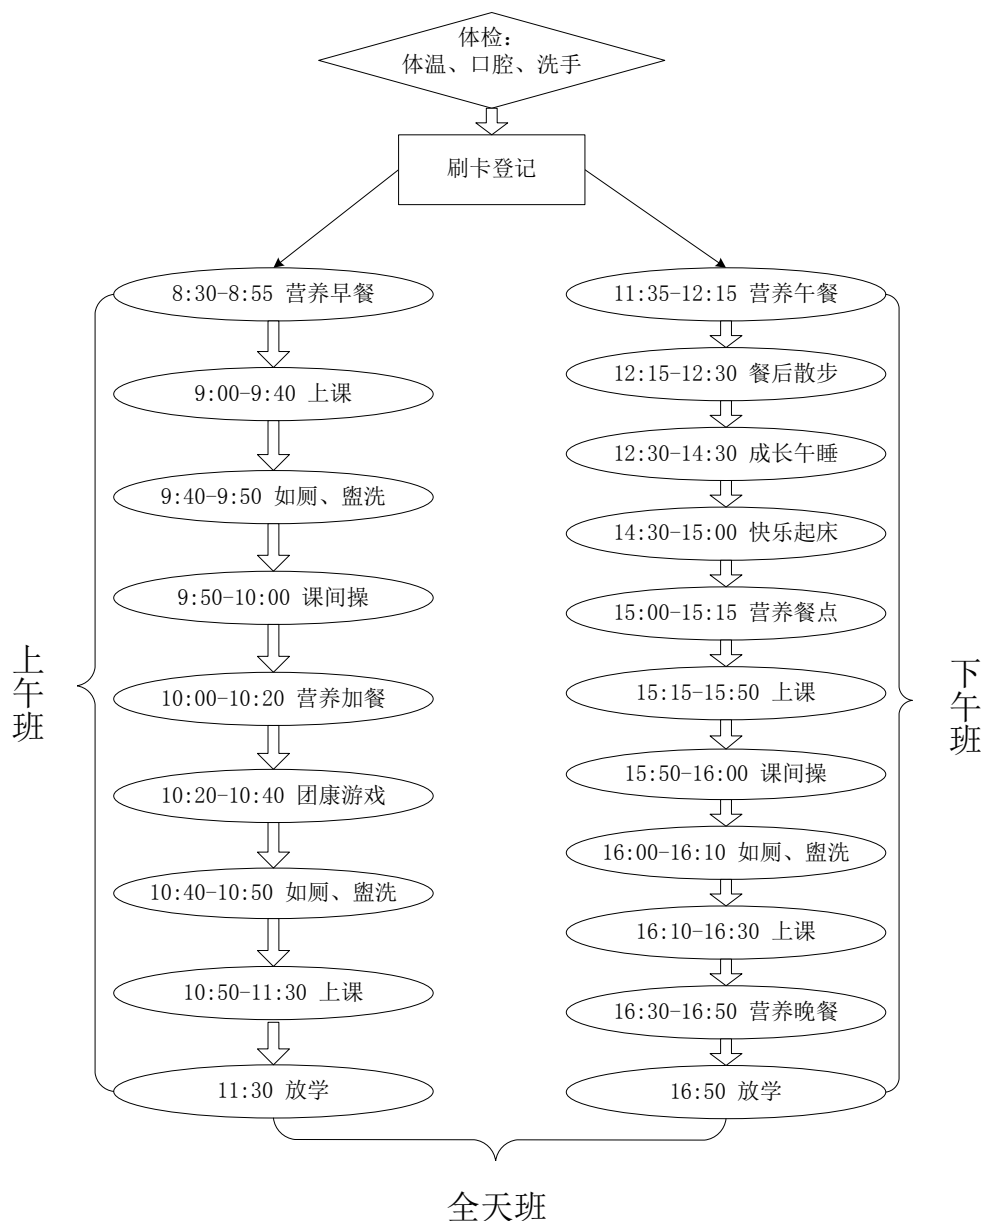 体检：
体温、口腔、洗手
刷卡登记
8:30-8:55 营养早餐
9:00-9:40 上课
9:40-9:50 如厕、盥洗
9:50-10:00 课间操
10:00-10:20 营养加餐
10:20-10:40 团康游戏
10:40-10:50 如厕、盥洗
10:50-11:30 上课
11:30 放学
上午班
11:35-12:15 营养午餐
12:15-12:30 餐后散步
12:30-14:30 成长午睡
14:30-15:00 快乐起床
15:00-15:15 营养餐点
15:15-15:50 上课
15:50-16:00 课间操
16:00-16:10 如厕、盥洗
16:10-16:30 上课
16:30-16:50 营养晚餐
16:50 放学
下午班
全天班